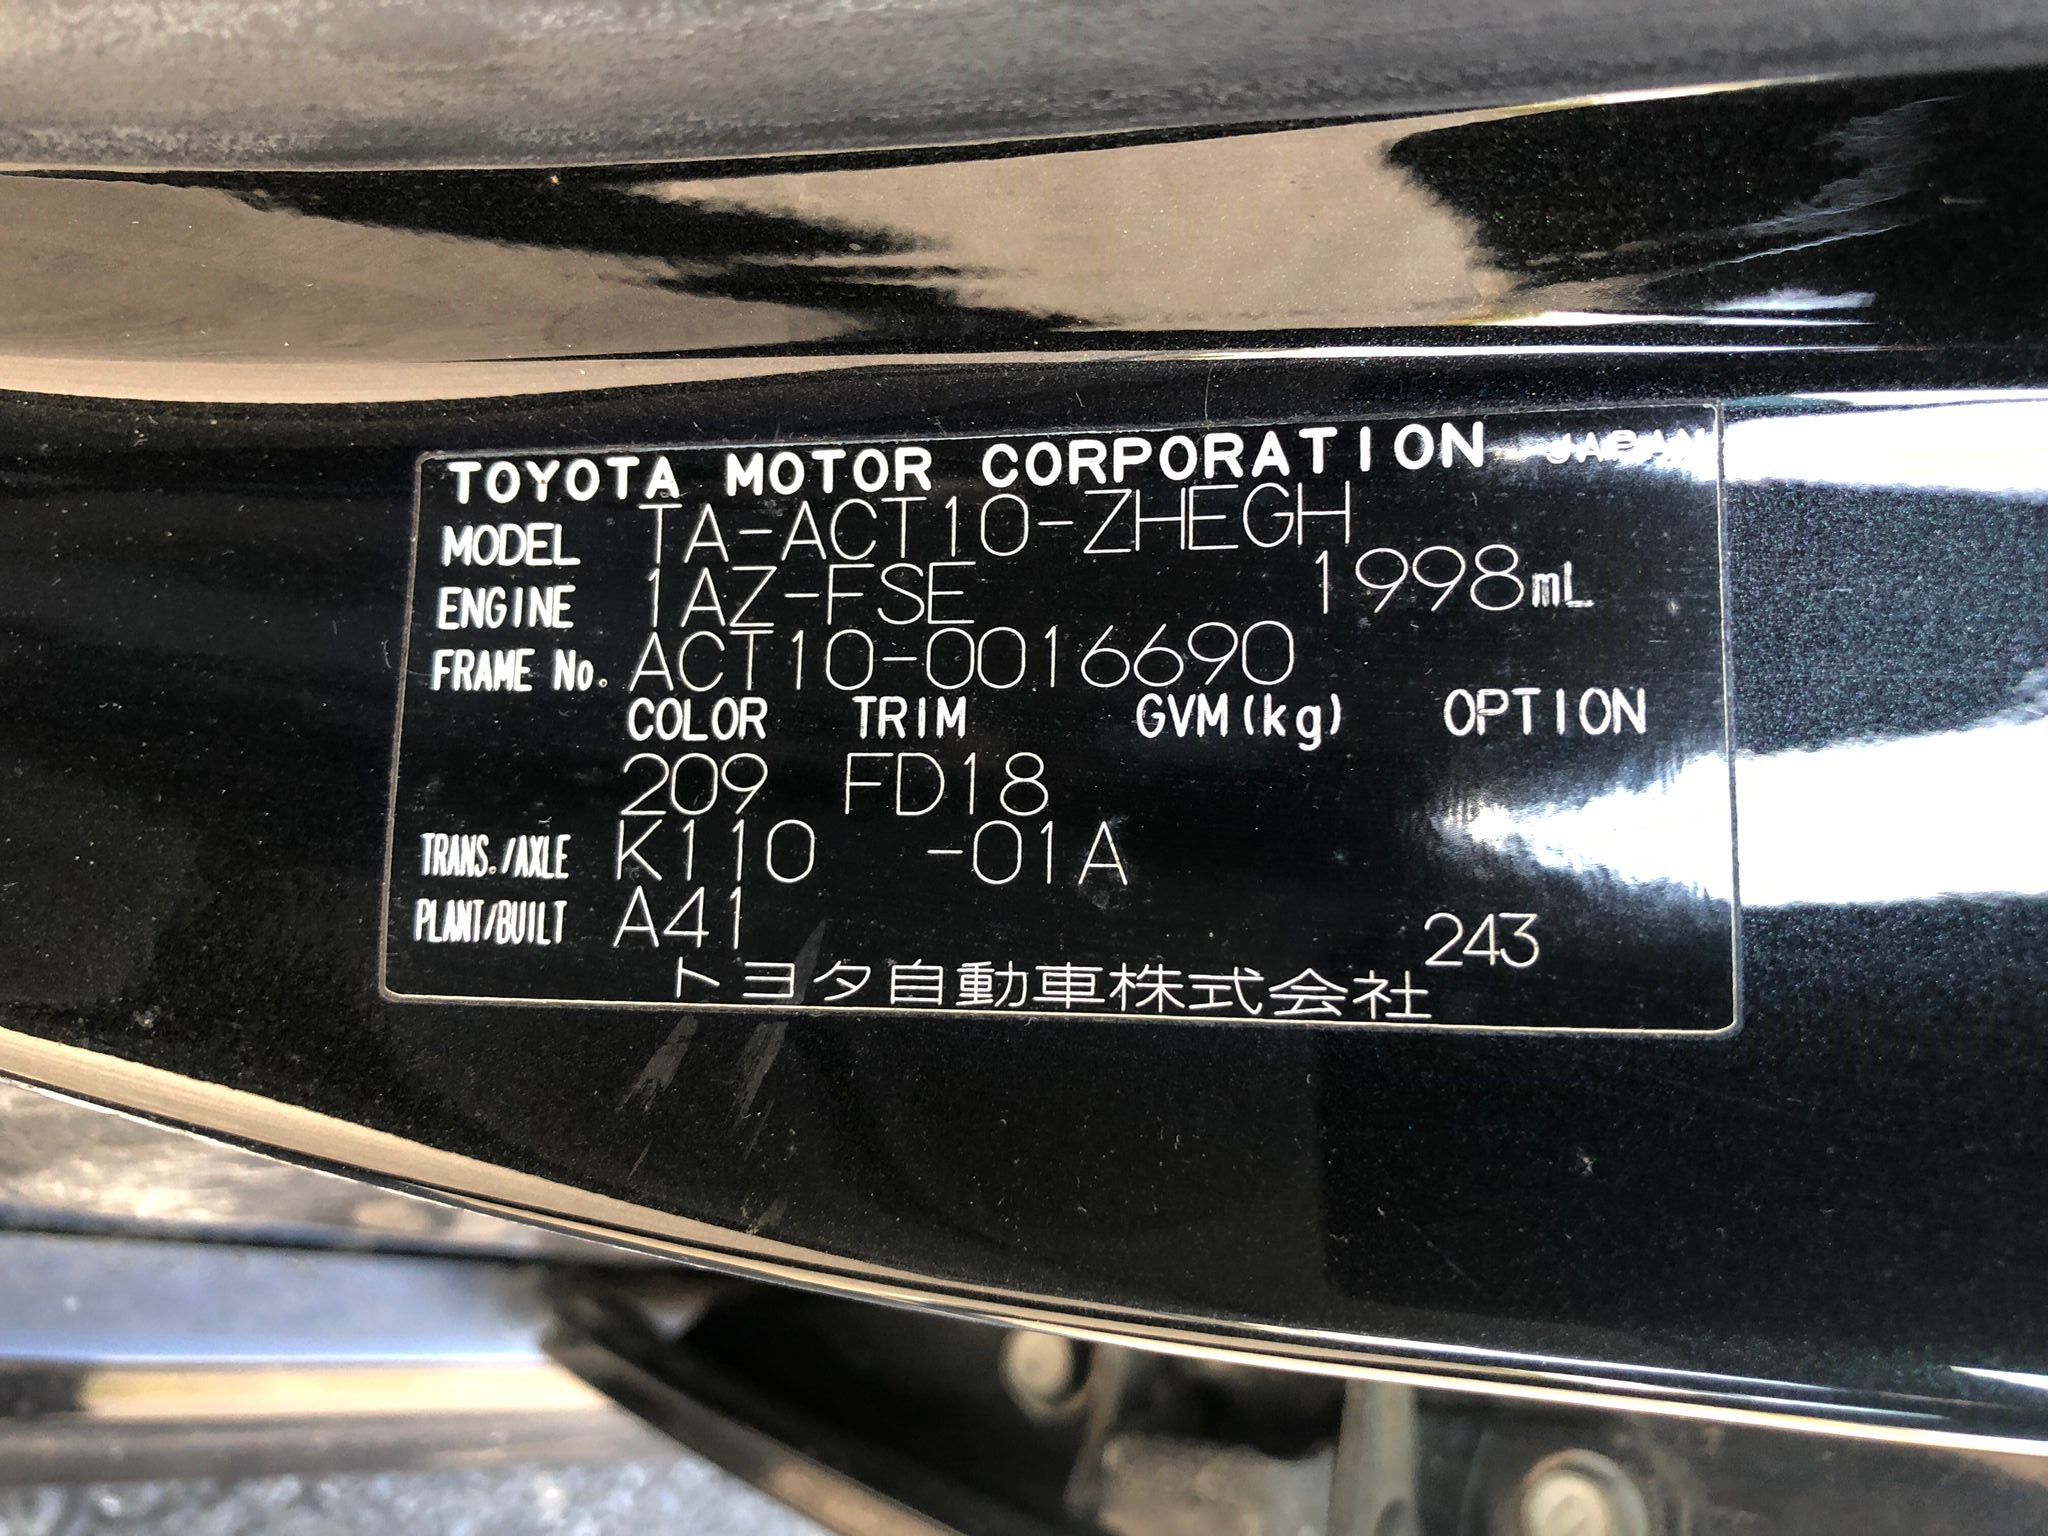 TOYOTA MOTOR CORPORATION JAPAN
MODEL TA-ACT10-ZHEGH
ENGINE 1AZ-FSE 1998mL
FRAME No. ACT10-0016690
COLOR TRIM GVM(kg) OPTION
209 FD18
TRANS./AXLE K110 -01A
PLANT/BUILT A41 243
トヨタ自動車株式会社